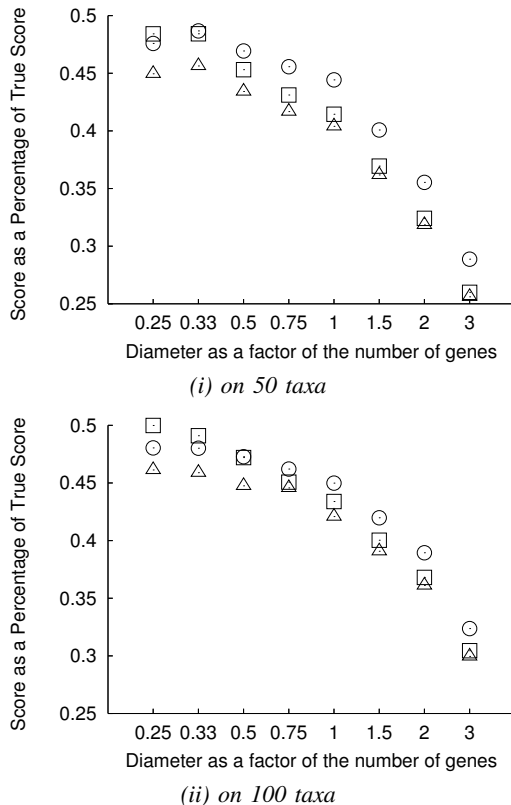 Score as a Percentage of True Score
0.5
0.45
0.4
0.35
0.3
0.25
0.25 0.33 0.5 0.75 1 1.5 2 3
Diameter as a factor of the number of genes
(i) on 50 taxa
Score as a Percentage of True Score
0.5
0.45
0.4
0.35
0.3
0.25
0.25 0.33 0.5 0.75 1 1.5 2 3
Diameter as a factor of the number of genes
(ii) on 100 taxa